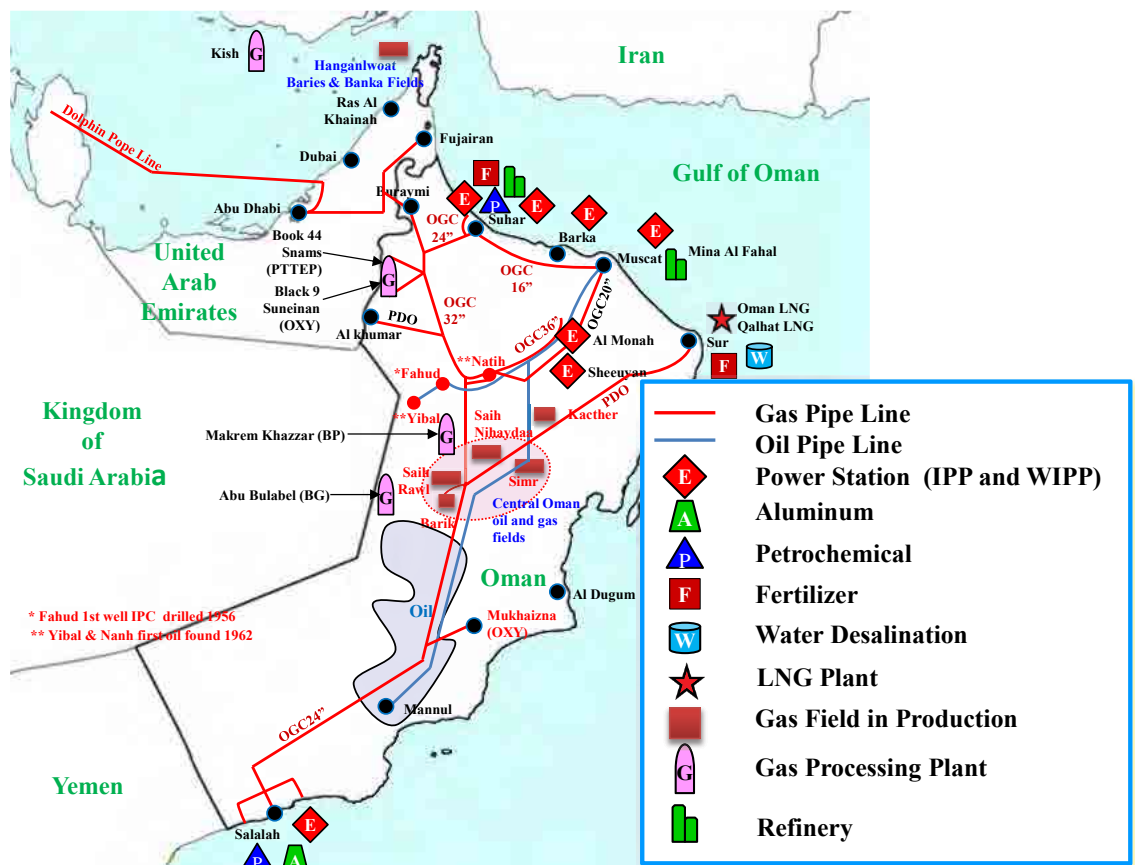 Kish
G
Hanganlwoat
Baries & Banka Fields
Iran
Ras Al
Khainah
Dolphin Pope Line
Fujairan
Dubai
Gulf of Oman
F
E
P
E
E
E
Euraymi
Abu Dhabi
OGC
24”
Suhar
Barka
Muscat
Mina Al Fahal
Book 44
Snams
(PTTEP)
United
Arab
Emirates
G
Black 9
Suneinan
(OXY)
OGC
16”
OGC
32”
OGC20”
PDO
Al khumar
OGC36”
E
Al Monah
Oman LNG
Qalhat LNG
Sur
F
W
**Natih
*Fahud
E
Sheeuvan
**Yibal
PDO
Kingdom
of
Saudi Arabia
Makrem Khazzar (BP)
G
Saih
Nihaydaa
Kacther
Saih
Rawl
Simr
Abu Bulabel (BG)
G
Barik
Central Oman
oil and gas
fields
Oman
Al Dugum
Oil
Mukhaizna
(OXY)
* Fahud 1st well IPC drilled 1956
** Yibal & Nanh first oil found 1962
Mannul
OGC24”
Yemen
Salalah
E
P
A
Gas Pipe Line
Oil Pipe Line
E Power Station (IPP and WIPP)
A Aluminum
P Petrochemical
F Fertilizer
W Water Desalination
LNG Plant
Gas Field in Production
G Gas Processing Plant
Refinery